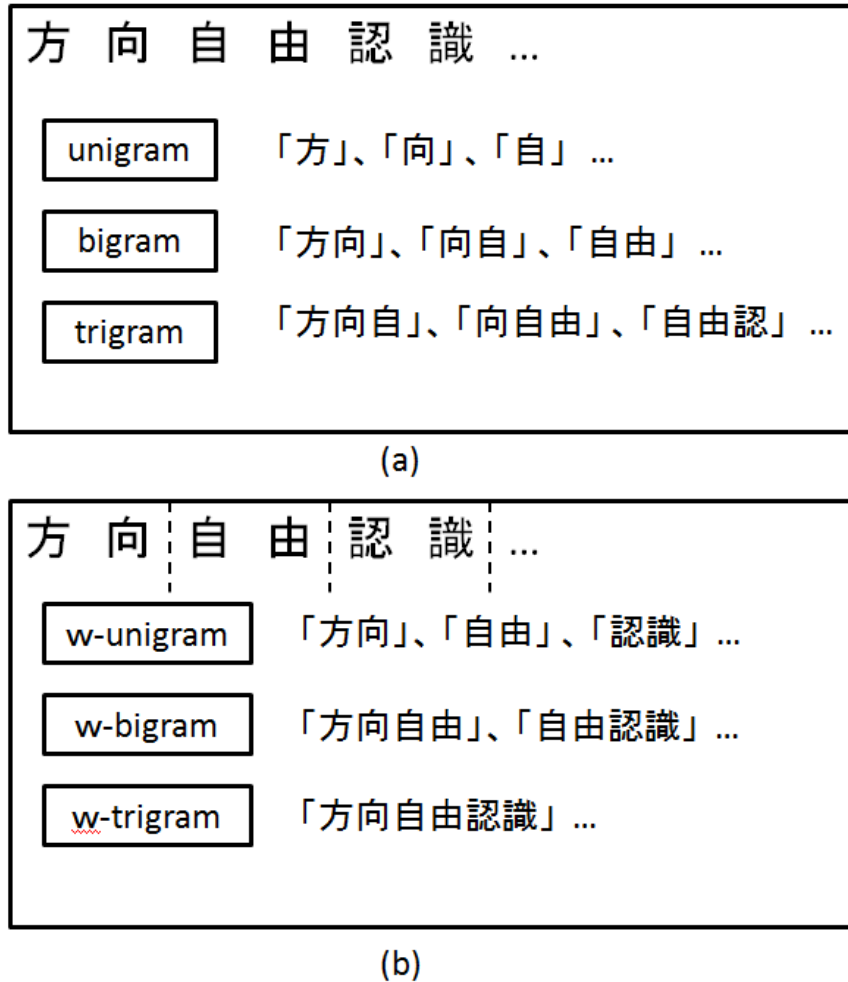 方 向 自 由 認 識 ...
unigram 「方」、「向」、「自」 ...
bigram 「方向」、「向自」、「自由」 ...
trigram 「方向自」、「向自由」、「自由認」 ...
(a)
方 向 自 由 認 識 ...
w-unigram 「方向」、「自由」、「認識」 ...
w-bigram 「方向自由」、「自由認識」 ...
w-trigram 「方向自由認識」 ...
(b)